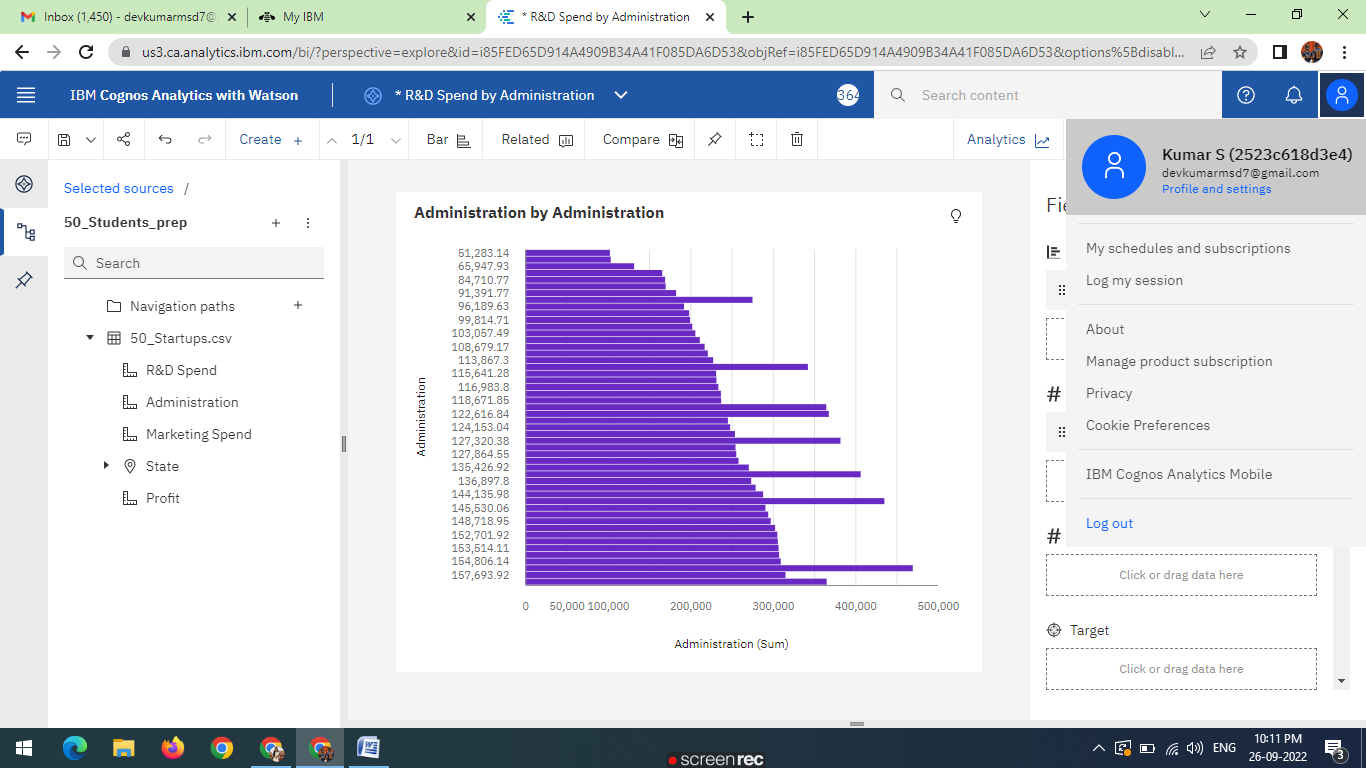 Inbox (1,450) - devkumarmsd7@
My IBM
* R&D Spend by Administration
us3.ca.analytics.ibm.com/bi/?perspective=explore&id=i85FED65D914A4909B34A41F085DA6D53&objRef=i85FED65D914A4909B34A41F085DA6D53&options%5Bdisabl...
IBM Cognos Analytics with Watson
* R&D Spend by Administration
364
Search content
Create +
1/1
Bar
Related
Compare
Analytics
Kumar S (2523c618d3e4)
devkumarmsd7@gmail.com
Profile and settings
My schedules and subscriptions
Log my session
About
Manage product subscription
Privacy
Cookie Preferences
IBM Cognos Analytics Mobile
Log out
Selected sources /
50_Students_prep
Search
Navigation paths
50_Startups.csv
R&D Spend
Administration
Marketing Spend
State
Profit
Administration by Administration
Administration
51,283.14
65,947.93
84,710.77
91,391.77
96,189.63
99,814.71
103,057.49
108,679.17
113,867.3
115,641.28
116,983.8
118,671.85
122,616.84
124,153.04
127,320.38
127,864.55
135,426.92
136,897.8
144,135.98
145,530.06
148,718.95
152,701.92
153,514.11
154,806.14
157,693.92
0 50,000 100,000 200,000 300,000 400,000 500,000
Administration (Sum)
Fie
#
#
Click or drag data here
Target
Click or drag data here
screenrec
ENG
10:11 PM
26-09-2022
3